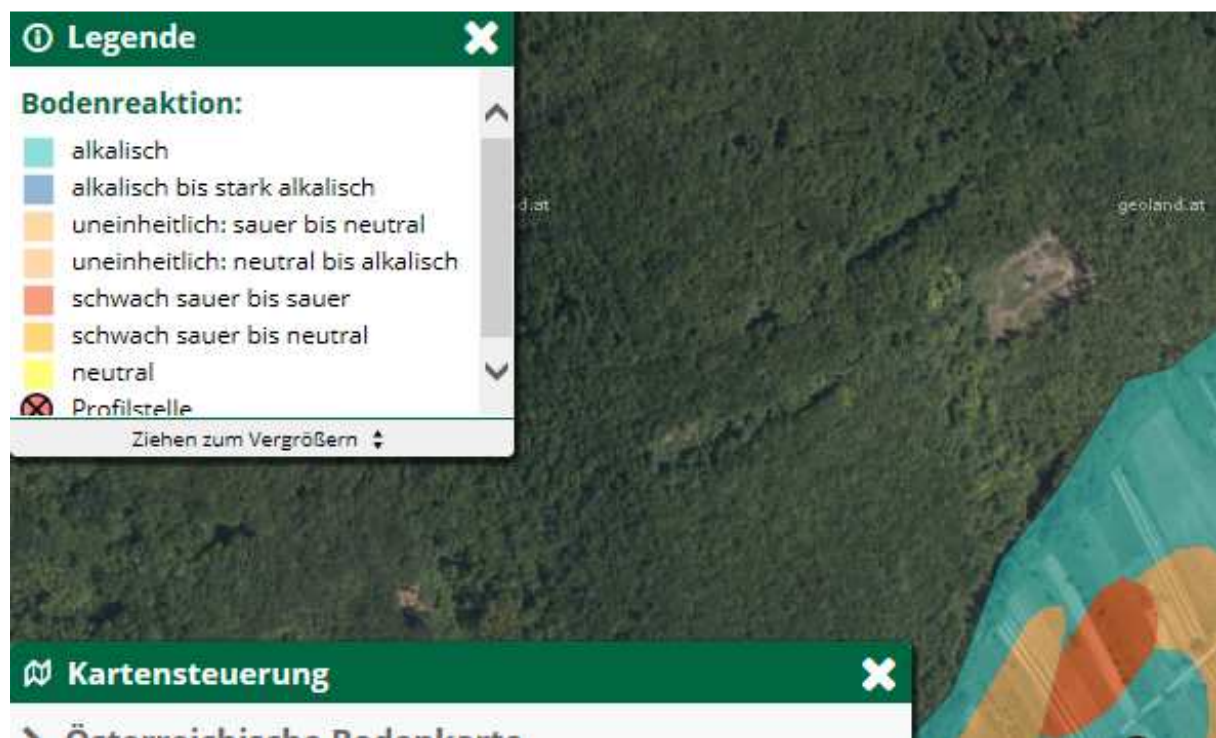 Legende
Bodenreaktion:
alkalisch
alkalisch bis stark alkalisch
uneinheitlich: sauer bis neutral
uneinheitlich: neutral bis alkalisch
schwach sauer bis sauer
schwach sauer bis neutral
neutral
Profilstelle
Ziehen zum Vergrößern
d.at
geoland.at
Kartensteuerung
Österreichische Bodenkarte